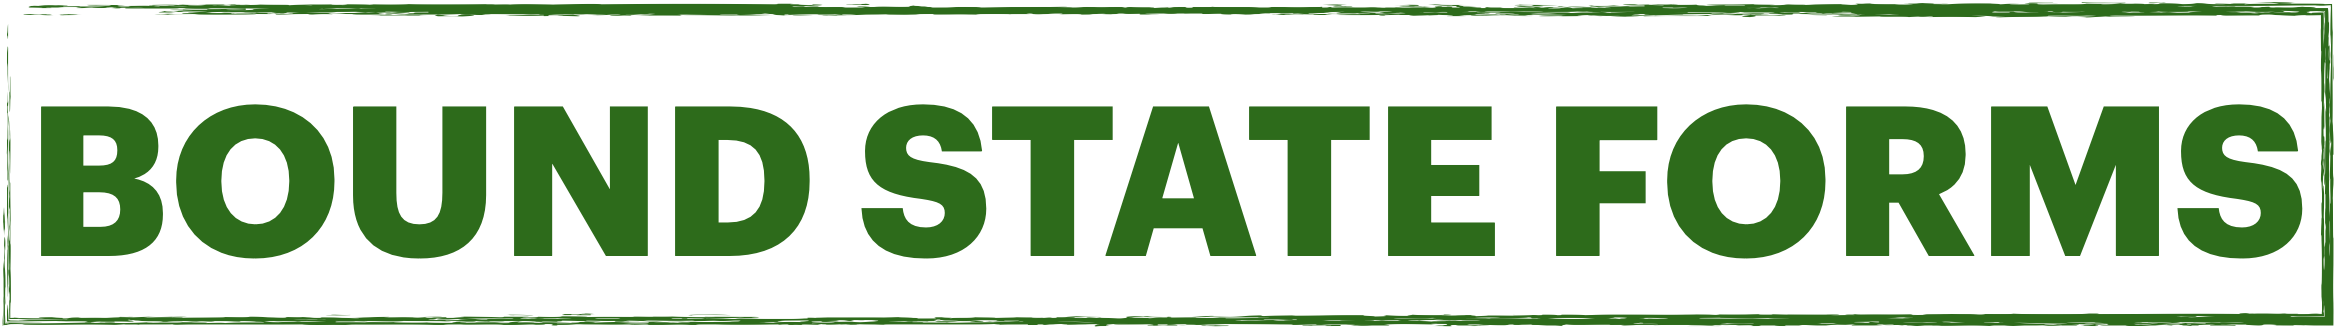 BOUND STATE FORMS